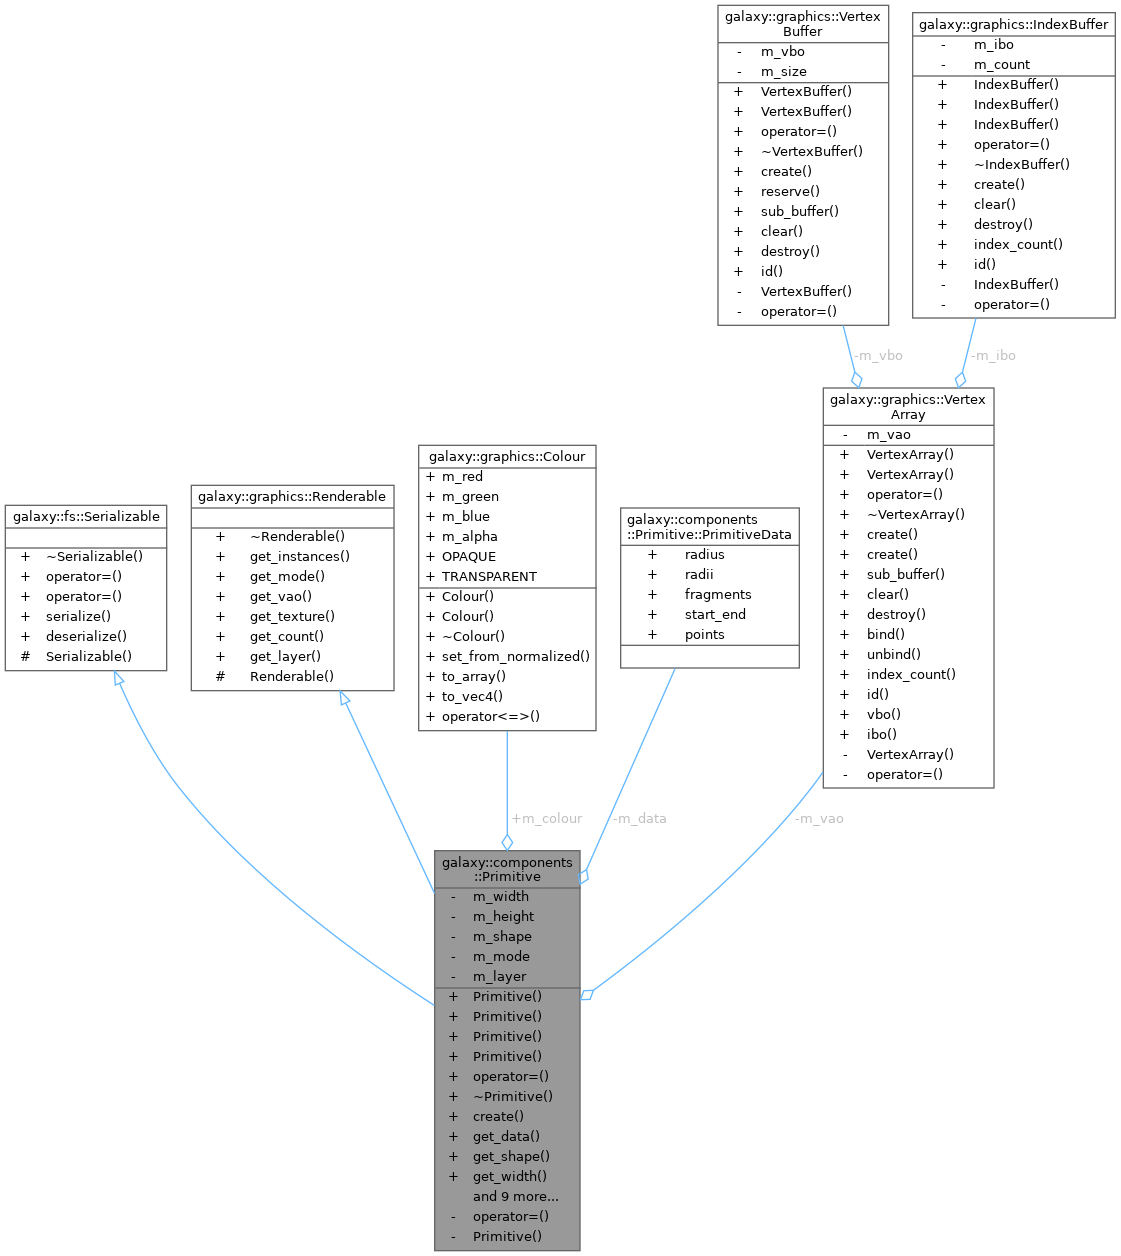 galaxy::graphics::Vertex
Buffer
- m_vbo
- m_size
+ VertexBuffer()
+ VertexBuffer()
+ operator=()
+ ~VertexBuffer()
+ create()
+ reserve()
+ sub_buffer()
+ clear()
+ destroy()
+ id()
- VertexBuffer()
- operator=()
galaxy::graphics::IndexBuffer
- m_ibo
- m_count
+ IndexBuffer()
+ IndexBuffer()
+ IndexBuffer()
+ operator=()
+ ~IndexBuffer()
+ create()
+ clear()
+ destroy()
+ index_count()
+ id()
- IndexBuffer()
- operator=()
-m_vbo
-m_ibo
galaxy::graphics::Vertex
Array
- m_vao
+ VertexArray()
+ VertexArray()
+ operator=()
+ ~VertexArray()
+ create()
+ create()
+ sub_buffer()
+ clear()
+ destroy()
+ bind()
+ unbind()
+ index_count()
+ id()
+ vbo()
+ ibo()
- VertexArray()
- operator=()
galaxy::fs::Serializable
+ ~Serializable()
+ operator=()
+ operator=()
+ serialize()
+ deserialize()
# Serializable()
galaxy::graphics::Renderable
+ ~Renderable()
+ get_instances()
+ get_mode()
+ get_vao()
+ get_texture()
+ get_count()
+ get_layer()
# Renderable()
galaxy::graphics::Colour
+ m_red
+ m_green
+ m_blue
+ m_alpha
+ OPAQUE
+ TRANSPARENT
+ Colour()
+ Colour()
+ ~Colour()
+ set_from_normalized()
+ to_array()
+ to_vec4()
+ operator<=>()
galaxy::components
::Primitive::PrimitiveData
+ radius
+ radii
+ fragments
+ start_end
+ points
+m_colour
-m_data
-m_vao
galaxy::components
::Primitive
- m_width
- m_height
- m_shape
- m_mode
- m_layer
+ Primitive()
+ Primitive()
+ Primitive()
+ Primitive()
+ operator=()
+ ~Primitive()
+ create()
+ get_data()
+ get_shape()
+ get_width()
and 9 more...
- operator=()
- Primitive()